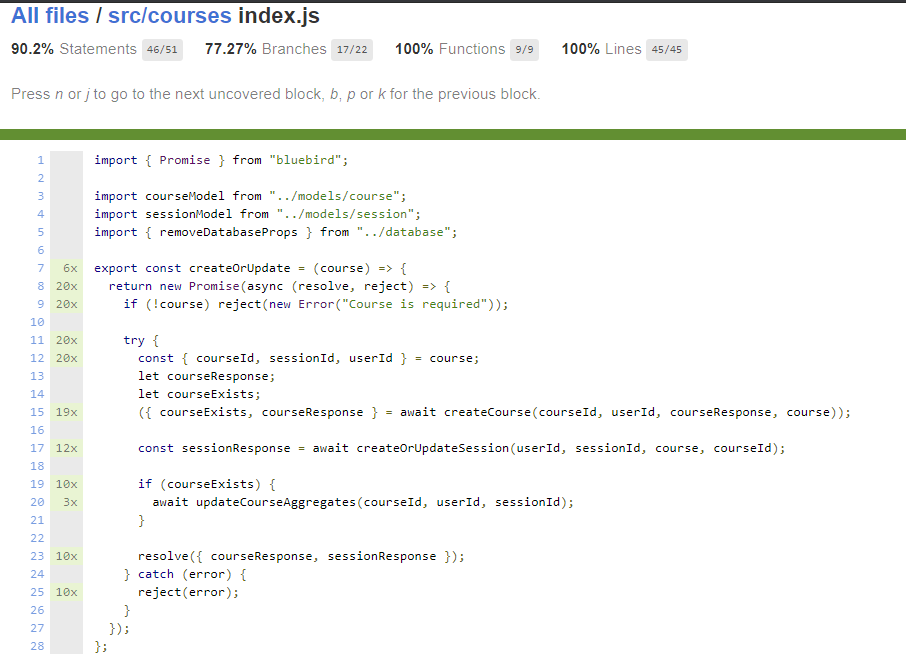 All files / src/courses index.js
90.2% Statements 46/51 77.27% Branches 17/22 100% Functions 9/9 100% Lines 45/45
Press n or j to go to the next uncovered block, b, p or k for the previous block.
1 import { Promise } from "bluebird";
2
3 import courseModel from "../models/course";
4 import sessionModel from "../models/session";
5 import { removeDatabaseProps } from "../database";
6
7 6x export const createOrUpdate = (course) => {
8 20x return new Promise(async (resolve, reject) => {
9 20x if (!course) reject(new Error("Course is required"));
10
11 20x try {
12 20x const { courseId, sessionId, userId } = course;
13 let courseResponse;
14 let courseExists;
15 19x ({ courseExists, courseResponse } = await createCourse(courseId, userId, courseResponse, course));
16
17 12x const sessionResponse = await createOrUpdateSession(userId, sessionId, course, courseId);
18
19 10x if (courseExists) {
20 3x await updateCourseAggregates(courseId, userId, sessionId);
21 }
22
23 10x resolve({ courseResponse, sessionResponse });
24 } catch (error) {
25 10x reject(error);
26 }
27 });
28 };